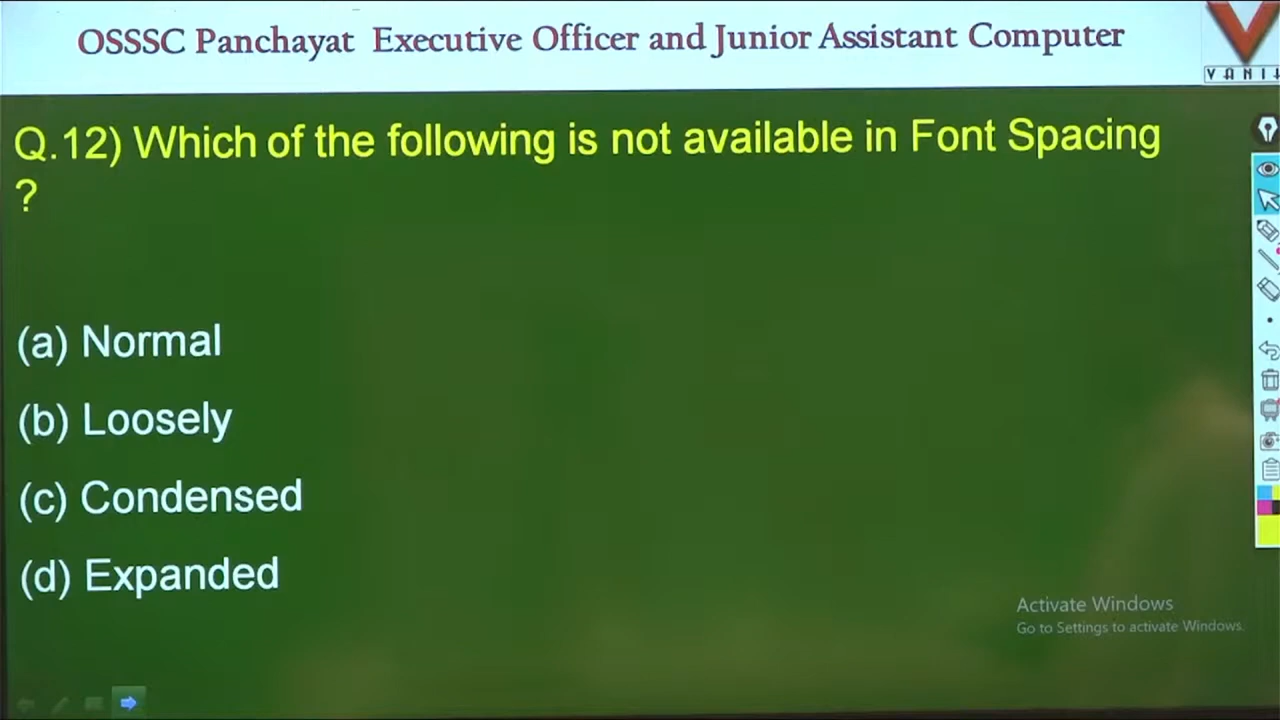 OSSSC Panchayat Executive Officer and Junior Assistant Computer
VANI
Q.12) Which of the following is not available in Font Spacing
?
(a) Normal
(b) Loosely
(c) Condensed
(d) Expanded
Activate Windows
Go to Settings to activate Windows.